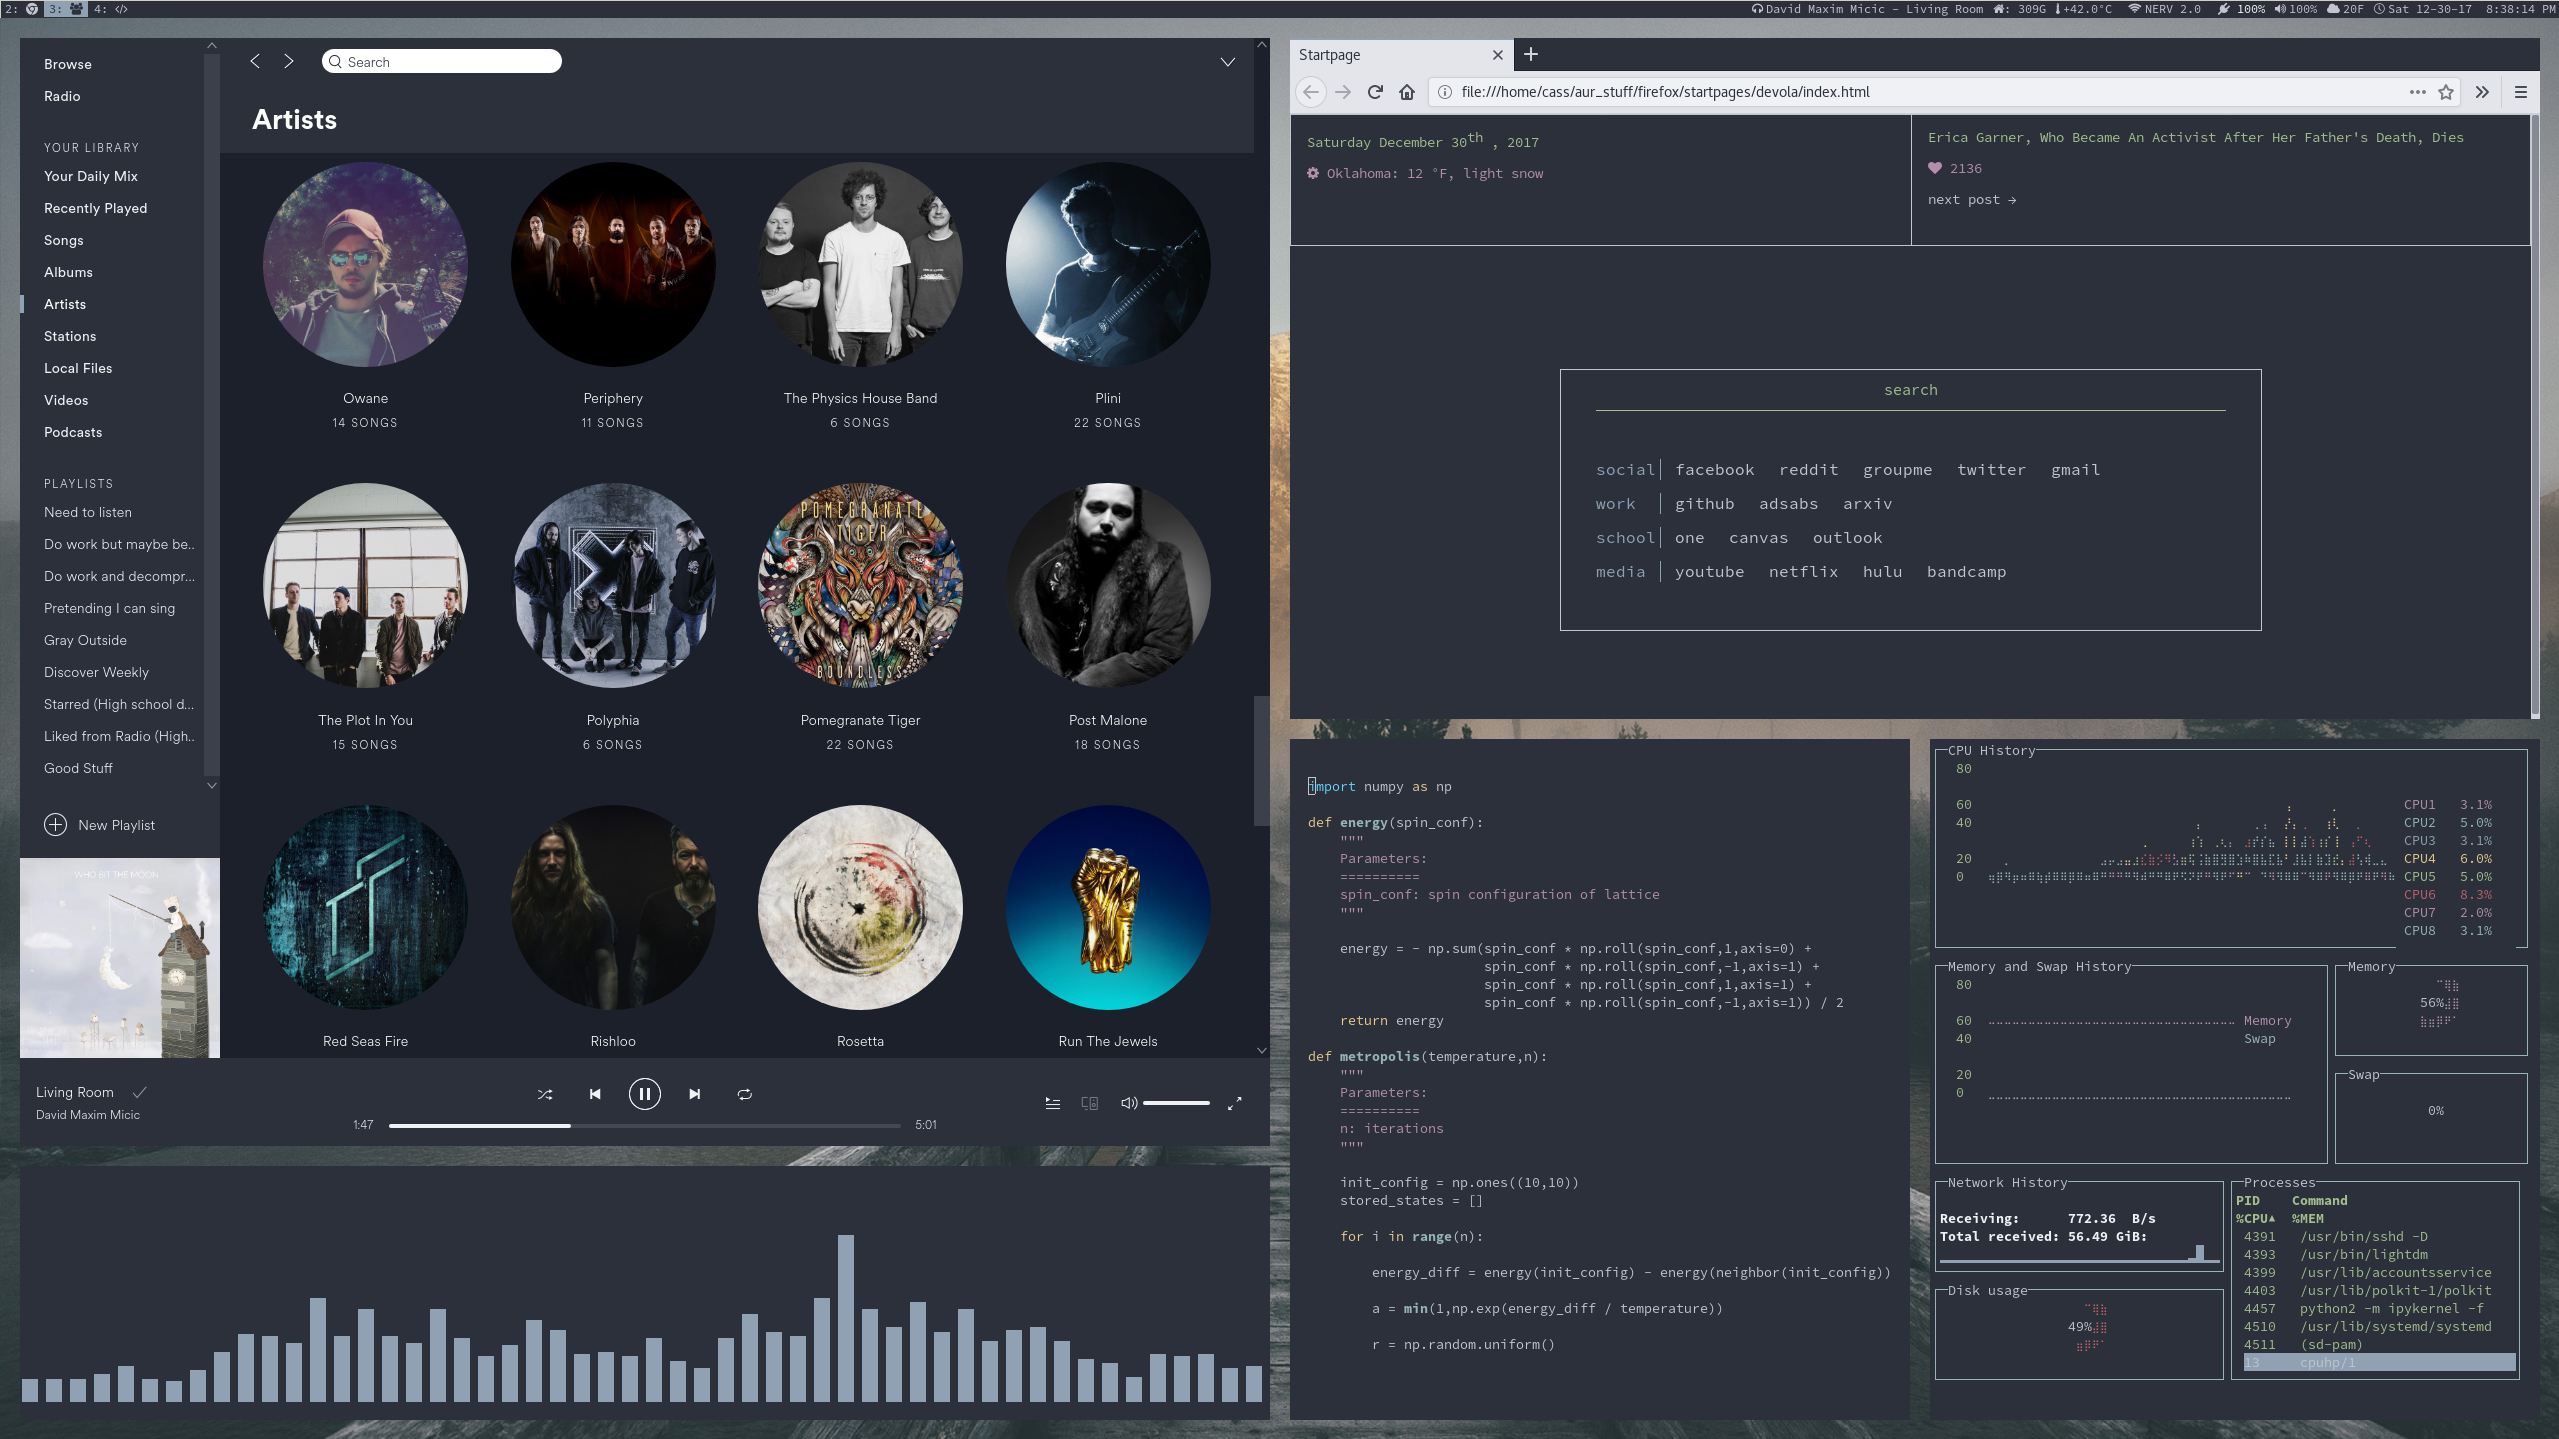 2:
3:
4: </>
David Maxim Micic - Living Room
: 309G
+42.0°C
NERV 2.0
100%
100%
20F
Sat 12-30-17
8:38:14 PM
Browse
Radio
YOUR LIBRARY
Your Daily Mix
Recently Played
Songs
Albums
Artists
Stations
Local Files
Videos
Podcasts
PLAYLISTS
Need to listen
Do work but maybe be..
Do work and decompr...
Pretending I can sing
Gray Outside
Discover Weekly
Starred (High school d...
Liked from Radio (High..
Good Stuff
New Playlist
WHO BIT THE MOON
Living Room
David Maxim Micic
Search
Artists
Owane
14 SONGS
Periphery
11 SONGS
The Physics House Band
6 SONGS
Plini
22 SONGS
The Plot In You
15 SONGS
Polyphia
6 SONGS
POMEGRANATE
TIGER
BOUNDLESS
Pomegranate Tiger
22 SONGS
Post Malone
18 SONGS
Red Seas Fire
Rishloo
Rosetta
Run The Jewels
1:47
5:01
Startpage
file:///home/cass/aur_stuff/firefox/startpages/devola/index.html
Saturday December 30th , 2017
Oklahoma: 12 °F, light snow
Erica Garner, Who Became An Activist After Her Father's Death, Dies
2136
next post →
search
social| facebook reddit groupme twitter gmail
work | github adsabs arxiv
school| one canvas outlook
media | youtube netflix hulu bandcamp
import numpy as np
def energy(spin_conf):
"""
Parameters:
==========
spin_conf: spin configuration of lattice
"""
energy = - np.sum(spin_conf * np.roll(spin_conf,1,axis=0) +
spin_conf * np.roll(spin_conf,-1,axis=1) +
spin_conf * np.roll(spin_conf,1,axis=1) +
spin_conf * np.roll(spin_conf,-1,axis=1)) / 2
return energy
def metropolis(temperature,n):
"""
Parameters:
==========
n: iterations
"""
init_config = np.ones((10,10))
stored_states = []
for i in range(n):
energy_diff = energy(init_config) - energy(neighbor(init_config))
a = min(1,np.exp(energy_diff / temperature))
r = np.random.uniform()
CPU History
80
60
40
20
0
CPU1 3.1%
CPU2 5.0%
CPU3 3.1%
CPU4 6.0%
CPU5 5.0%
CPU6 8.3%
CPU7 2.0%
CPU8 3.1%
Memory and Swap History
80
60
40
20
0
Memory
Swap
Memory
56%
Swap
0%
Network History
Receiving: 772.36 B/s
Total received: 56.49 GiB:
Disk usage
49%
Processes
PID Command
%CPU▲ %MEM
4391 /usr/bin/sshd -D
4393 /usr/bin/lightdm
4399 /usr/lib/accountsservice
4403 /usr/lib/polkit-1/polkit
4457 python2 -m ipykernel -f
4510 /usr/lib/systemd/systemd
4511 (sd-pam)
13 cpuhp/1